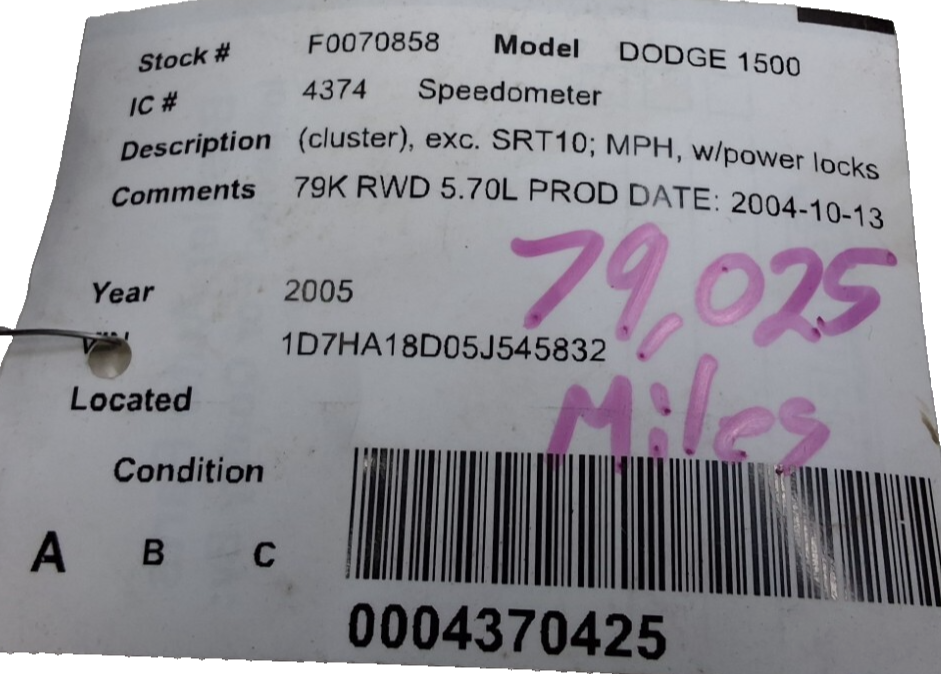 Stock # F0070858 Model DODGE 1500
IC # 4374 Speedometer
Description (cluster), exc. SRT10; MPH, w/power locks
Comments 79K RWD 5.70L PROD DATE: 2004-10-13
79,025
Year 2005
VIN 1D7HA18D05J545832
Miles
Located
Condition
A B C
0004370425